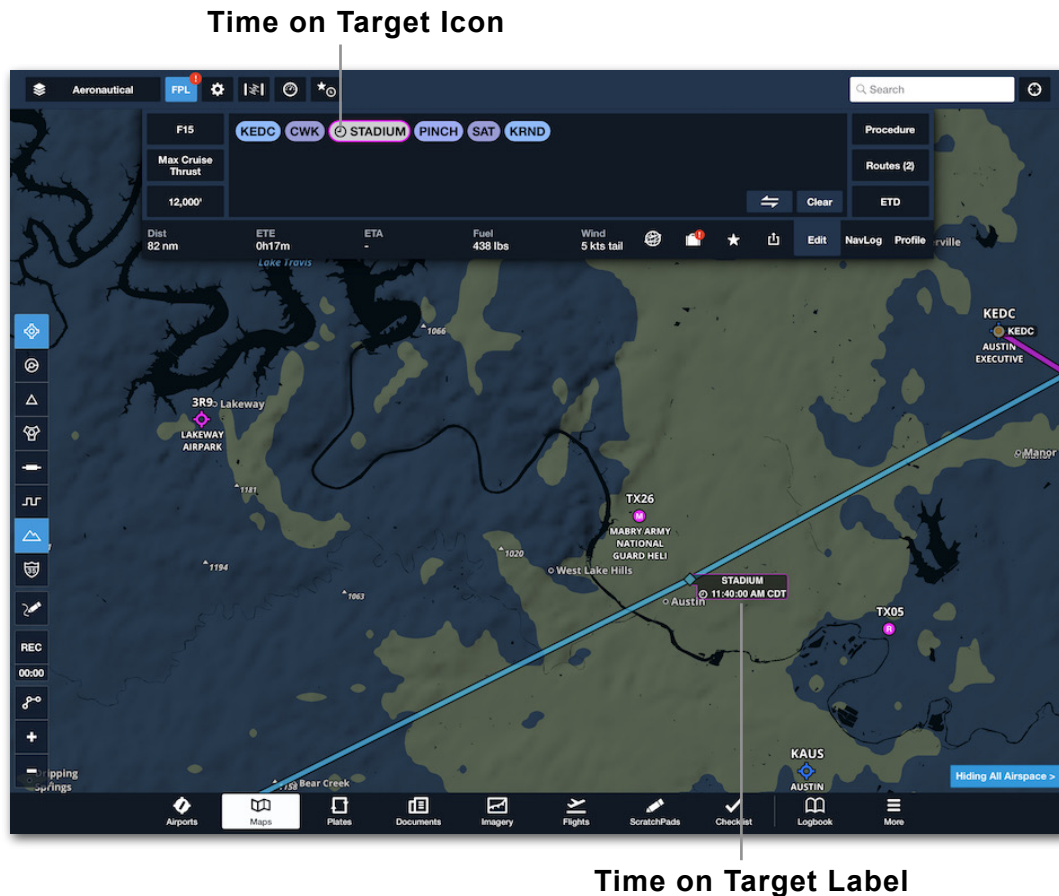 Time on Target Icon
Aeronautical
FPL
!
Search
F15
KEDC
CWK
STADIUM
PINCH
SAT
KRND
Procedure
Max Cruise
Thrust
Routes (2)
12,000'
Clear
ETD
Dist
82 nm
ETE
0h17m
ETA
-
Fuel
438 lbs
Wind
5 kts tail
!
Edit
NavLog
Profile
erville
Lake Travis
1066
KEDC
KEDC
AUSTIN
EXECUTIVE
3R9
Lakeway
LAKEWAY
AIRPARK
Manor
1181
TX26
M
MABRY ARMY
NATIONAL
GUARD HELI
1020
West Lake Hills
1194
35
STADIUM
11:40:00 AM CDT
1063
Austin
TX05
R
REC
00:00
KAUS
AUSTIN
Hiding All Airspace >
ripping
Springs
1158
Bear Creek
Airports
Maps
Plates
Documents
Imagery
Flights
ScratchPads
Checklist
Logbook
More
Time on Target Label